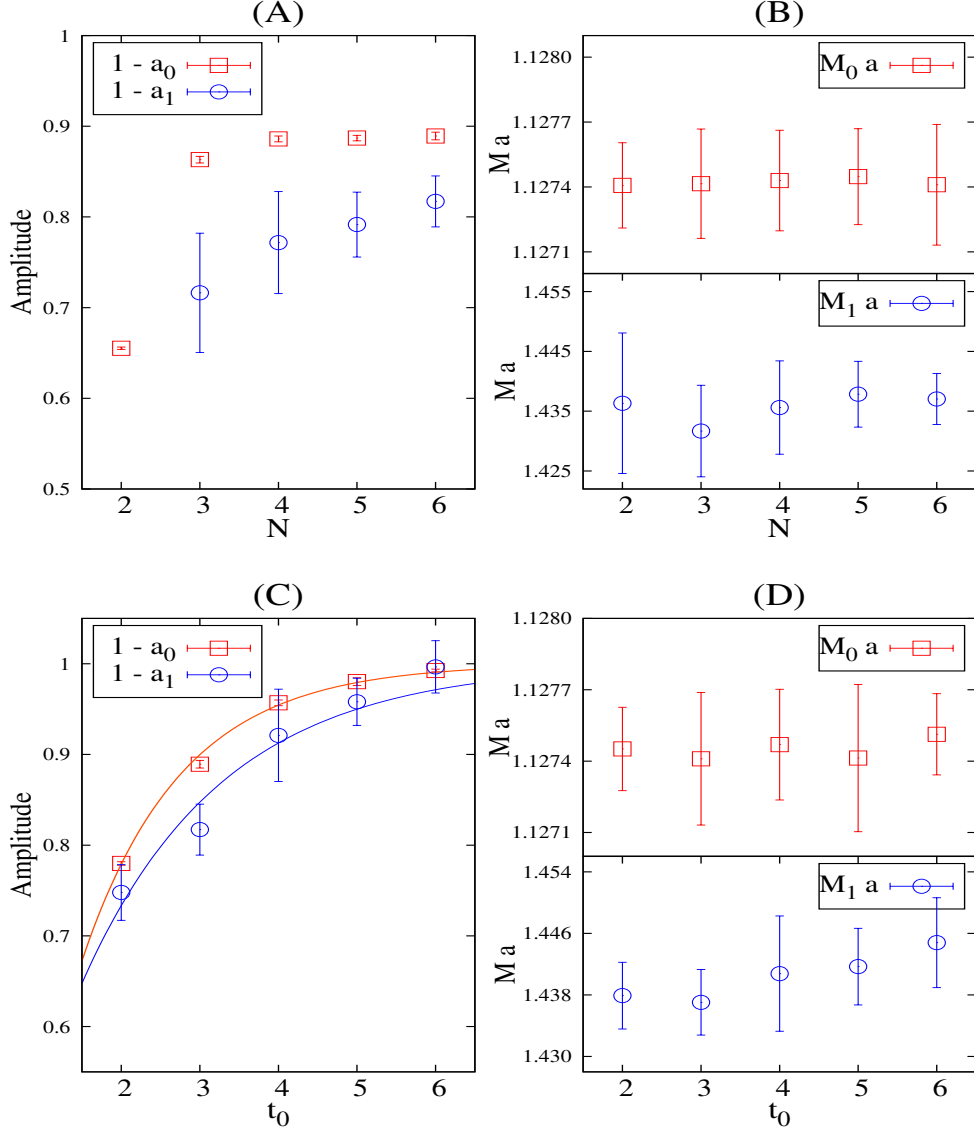 (A)
1 - a0
1 - a1
Amplitude
1
0.9
0.8
0.7
0.6
0.5
2 3 4 5 6
N
(B)
M0 a
M a
1.1280
1.1277
1.1274
1.1271
M1 a
M a
1.455
1.445
1.435
1.425
2 3 4 5 6
N
(C)
1 - a0
1 - a1
Amplitude
1
0.9
0.8
0.7
0.6
2 3 4 5 6
t0
(D)
M0 a
M a
1.1280
1.1277
1.1274
1.1271
M1 a
M a
1.454
1.446
1.438
1.430
2 3 4 5 6
t0